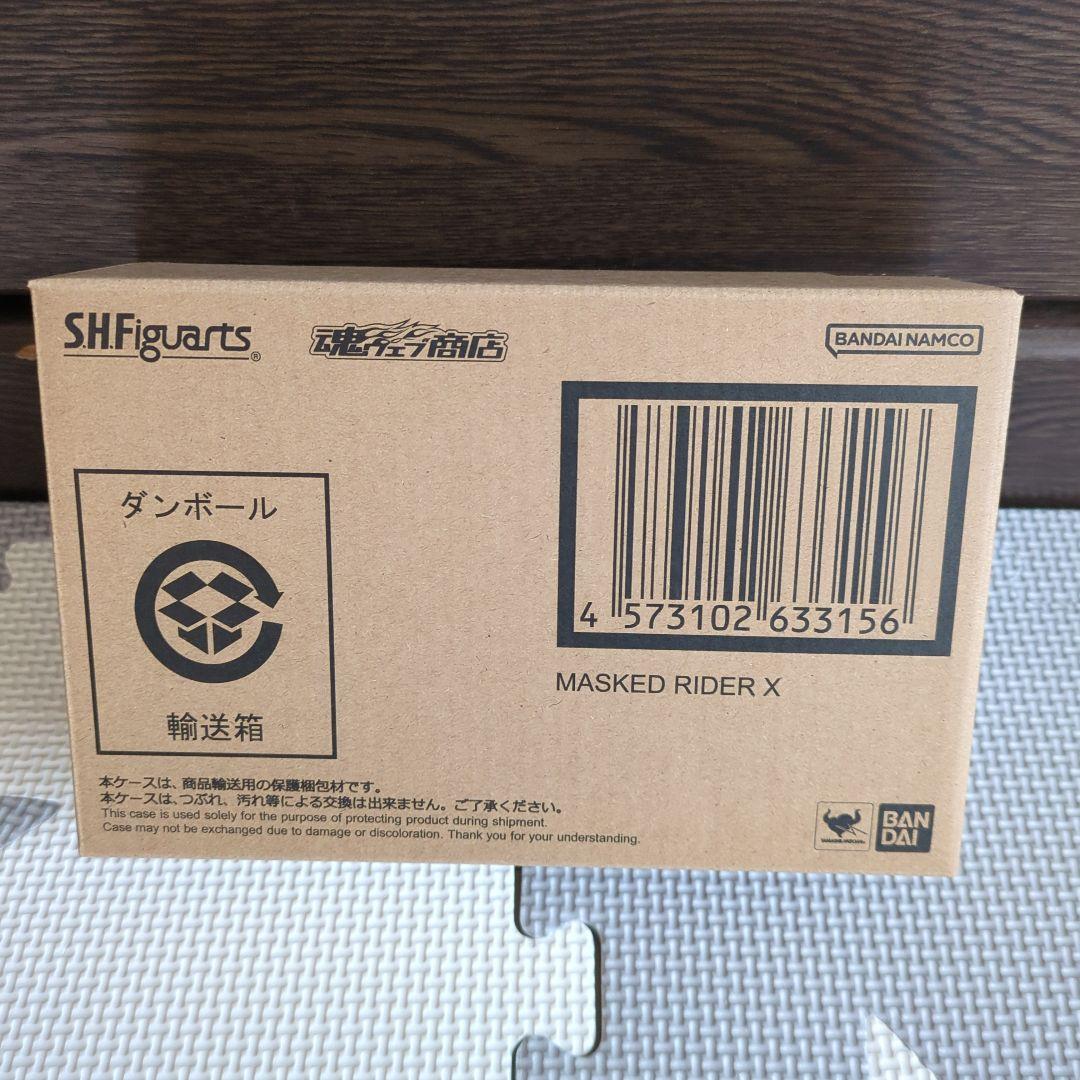 S.H.Figuarts®
魂ウェブ商店
BANDAI NAMCO
4 573102 633156
MASKED RIDER X
ダンボール
輸送箱
本ケースは、商品輸送用の保護梱包材です。
本ケースは、つぶれ、汚れ等による交換は出来ません。ご了承ください。
This case is used solely for the purpose of protecting product during shipment.
Case may not be exchanged due to damage or discoloration. Thank you for your understanding.
TAMASHII NATIONS
BAN
DAI